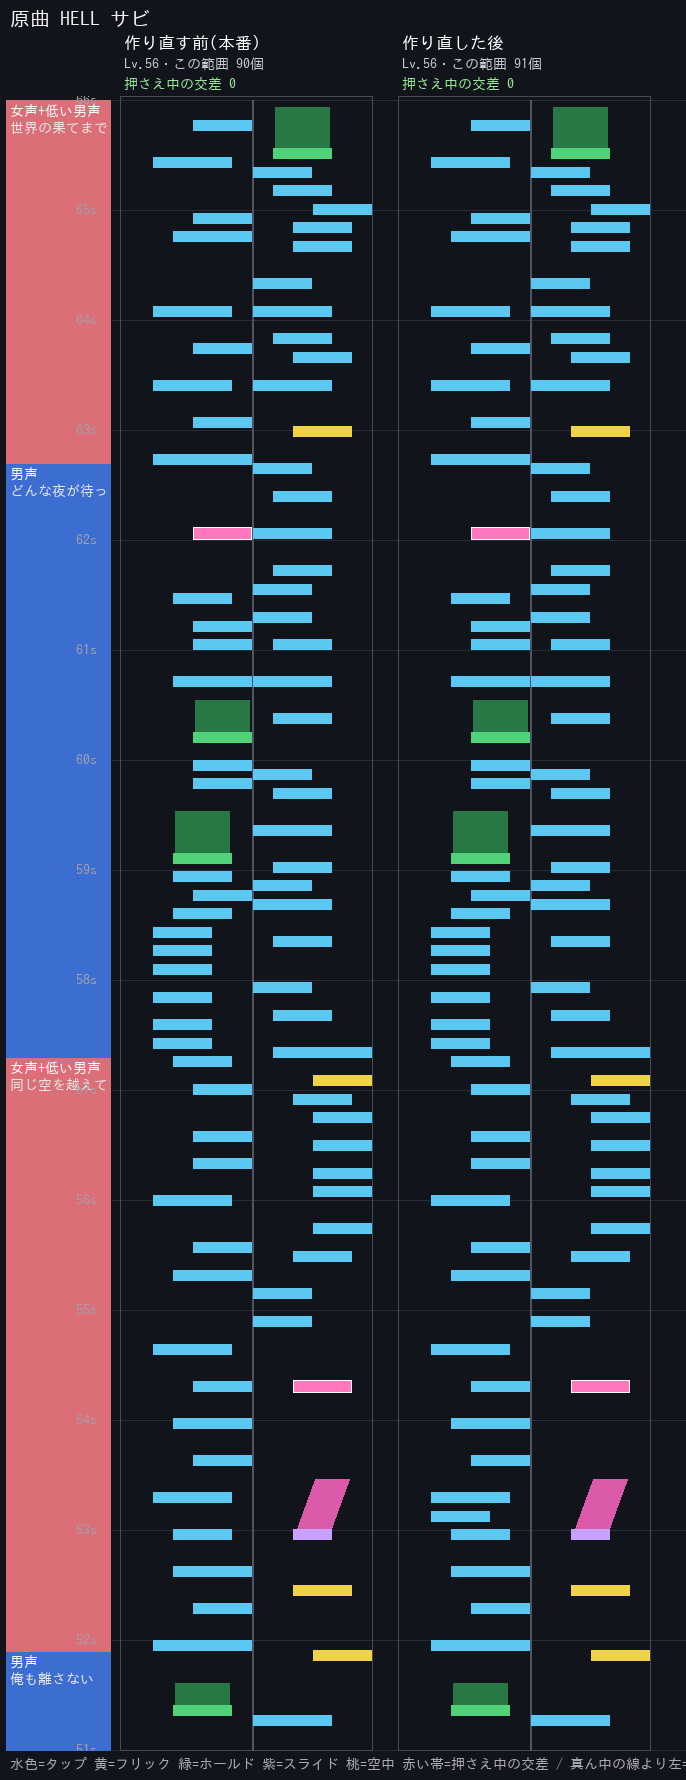 原曲 HELL サビ
作り直す前(本番)
Lv.56・この範囲 90個
押さえ中の交差 0
作り直した後
Lv.56・この範囲 91個
押さえ中の交差 0
66s
女声+低い男声
世界の果てまで
65s
64s
63s
男声
どんな夜が待っ
62s
61s
60s
59s
58s
女声+低い男声
同じ空を越えて
57s
56s
55s
54s
53s
52s
男声
俺も離さない
51s
水色=タップ 黄=フリック 緑=ホールド 紫=スライド 桃=空中 赤い帯=押さえ中の交差 / 真ん中の線より左=